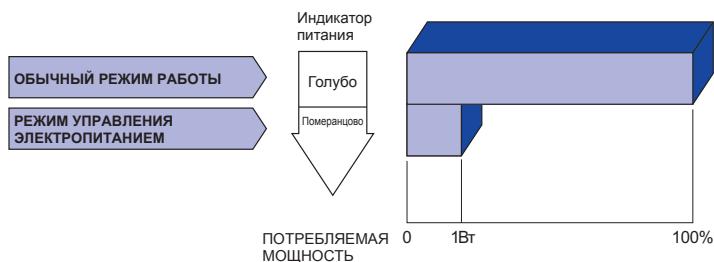 Индикатор
питания
ОБЫЧНЫЙ РЕЖИМ РАБОТЫ
Голубо
РЕЖИМ УПРАВЛЕНИЯ
ЭЛЕКТРОПИТАНИЕМ
Померанцово
ПОТРЕБЛЯЕМАЯ
МОЩНОСТЬ
0 1Вт 100%